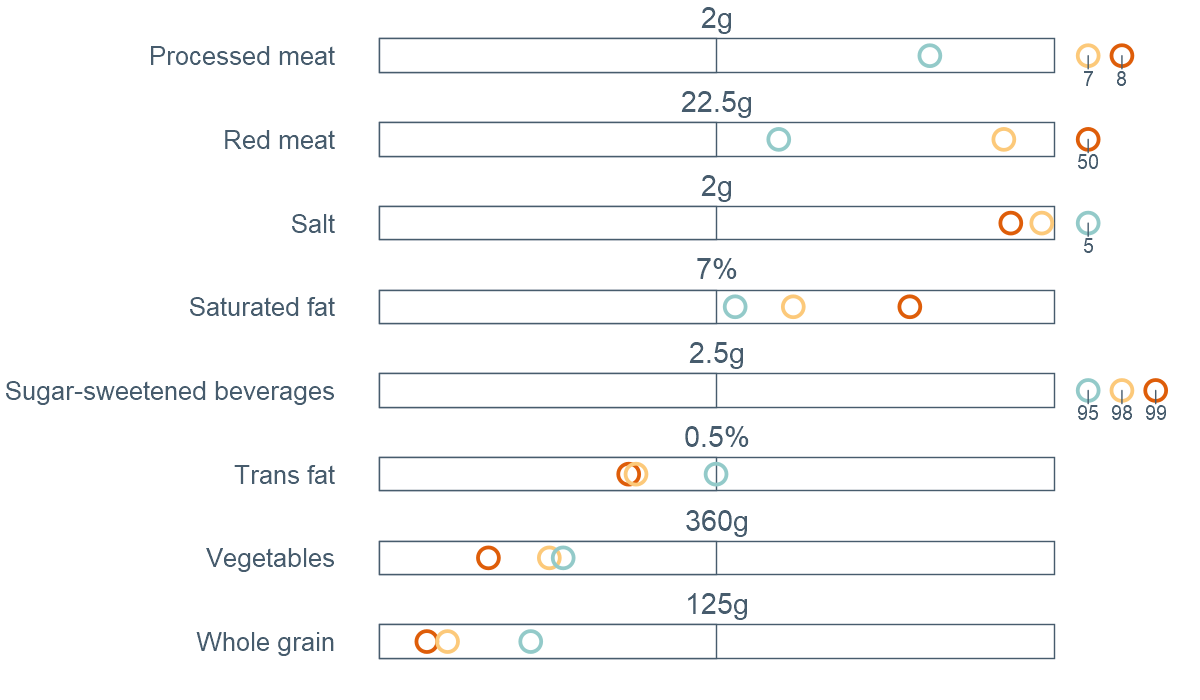 2g
Processed meat
7 8
22.5g
Red meat
50
2g
Salt
5
7%
Saturated fat
2.5g
Sugar-sweetened beverages
95 98 99
0.5%
Trans fat
360g
Vegetables
125g
Whole grain